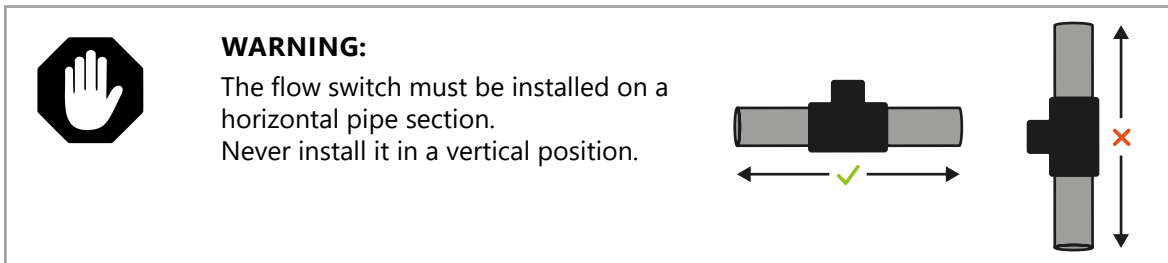 WARNING:
The flow switch must be installed on a
horizontal pipe section.
Never install it in a vertical position.